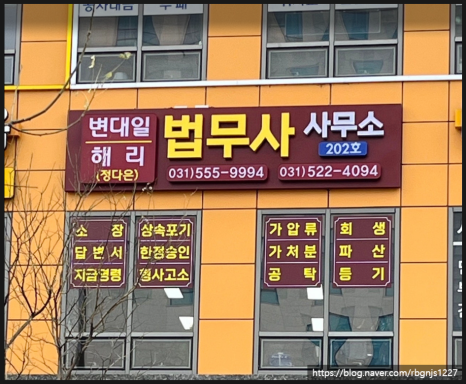 변대일
해리
(정다은)
법무사 사무소
202호
031)555-9994 031)522-4094
소장
답변서
지급명령
상속포기
한정승인
형사고소
가압류
가처분
공탁
회생
파산
등기
https://blog.naver.com/rbgnjs1227